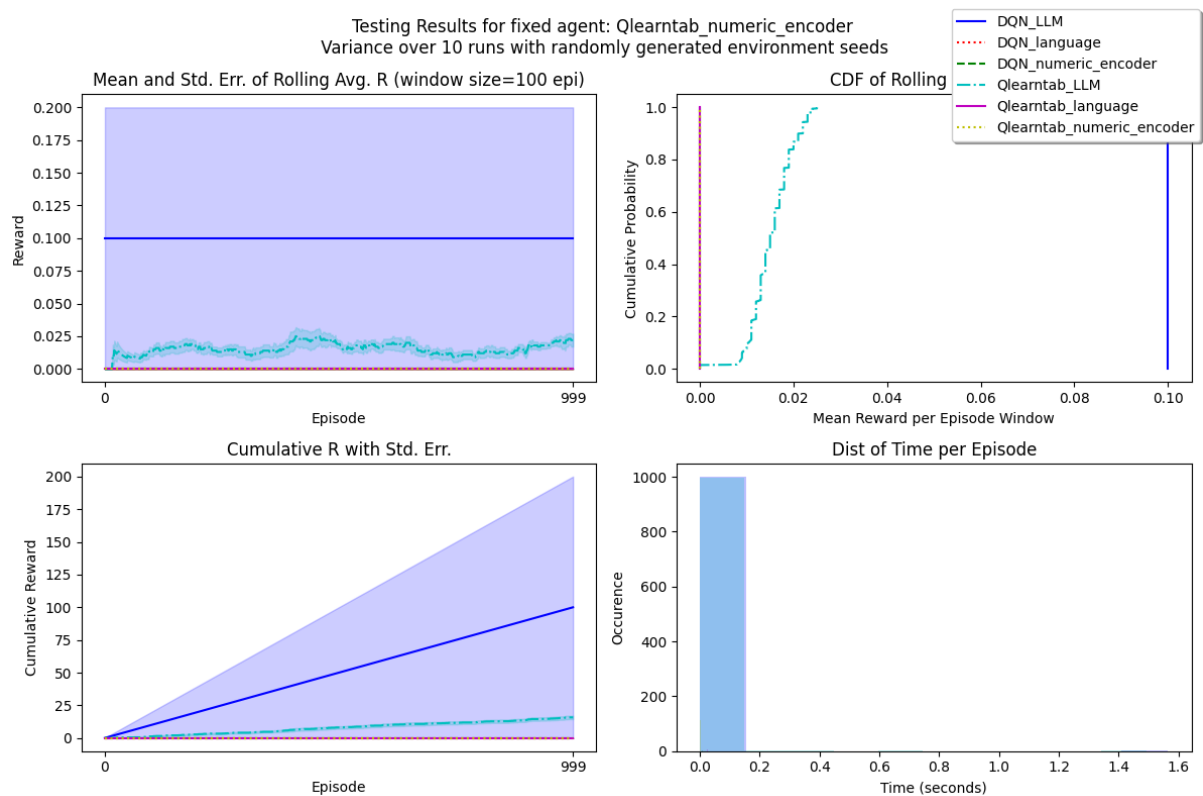 Testing Results for fixed agent: Qlearntab_numeric_encoder
Variance over 10 runs with randomly generated environment seeds
DQN_LLM
DQN_language
DQN_numeric_encoder
Qlearntab_LLM
Qlearntab_language
Qlearntab_numeric_encoder
Mean and Std. Err. of Rolling Avg. R (window size=100 epi)
0.200
0.175
0.150
0.125
0.100
0.075
0.050
0.025
0.000
Reward
0
999
Episode
CDF of Rolling
1.0
0.8
0.6
0.4
0.2
0.0
Cumulative Probability
0.00
0.02
0.04
0.06
0.08
0.10
Mean Reward per Episode Window
Cumulative R with Std. Err.
200
175
150
125
100
75
50
25
0
Cumulative Reward
0
999
Episode
Dist of Time per Episode
1000
800
600
400
200
0
Occurence
0.0
0.2
0.4
0.6
0.8
1.0
1.2
1.4
1.6
Time (seconds)